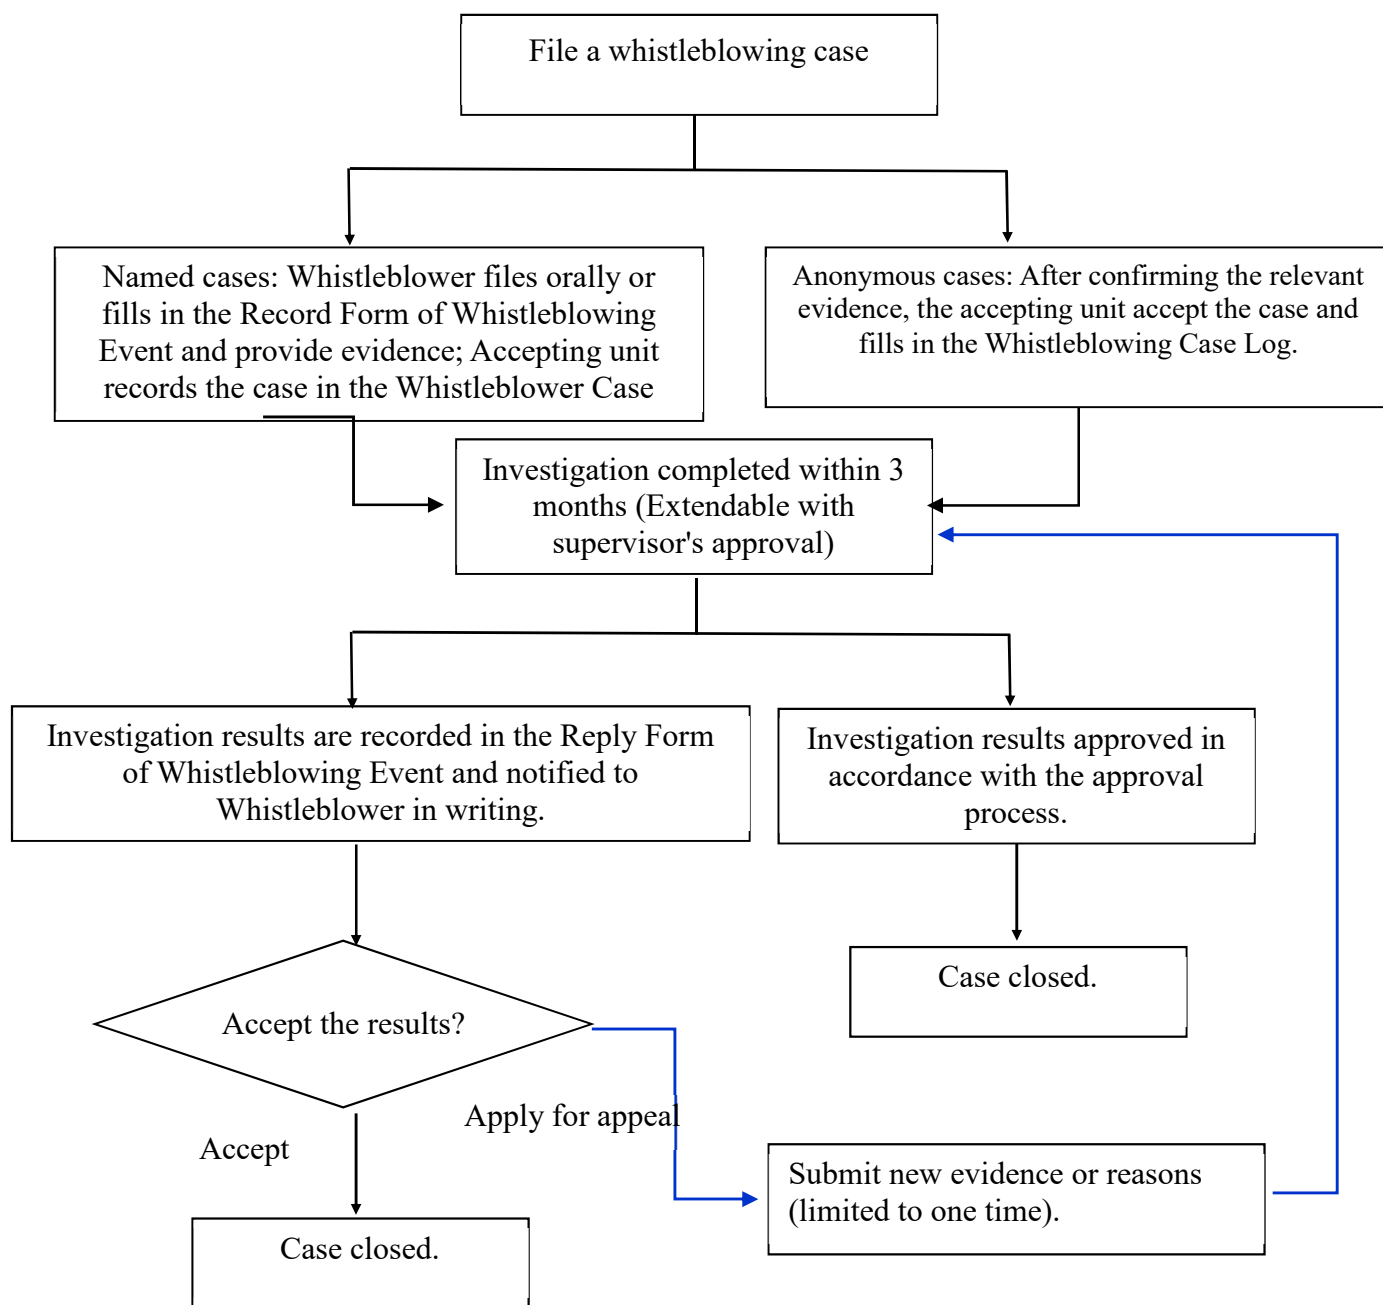 File a whistleblowing case
Named cases: Whistleblower files orally or
fills in the Record Form of Whistleblowing
Event and provide evidence; Accepting unit
records the case in the Whistleblower Case
Anonymous cases: After confirming the relevant
evidence, the accepting unit accept the case and
fills in the Whistleblowing Case Log.
Investigation completed within 3
months (Extendable with
supervisor's approval)
Investigation results are recorded in the Reply Form
of Whistleblowing Event and notified to
Whistleblower in writing.
Investigation results approved in
accordance with the approval
process.
Case closed.
Accept the results?
Apply for appeal
Accept
Submit new evidence or reasons
(limited to one time).
Case closed.